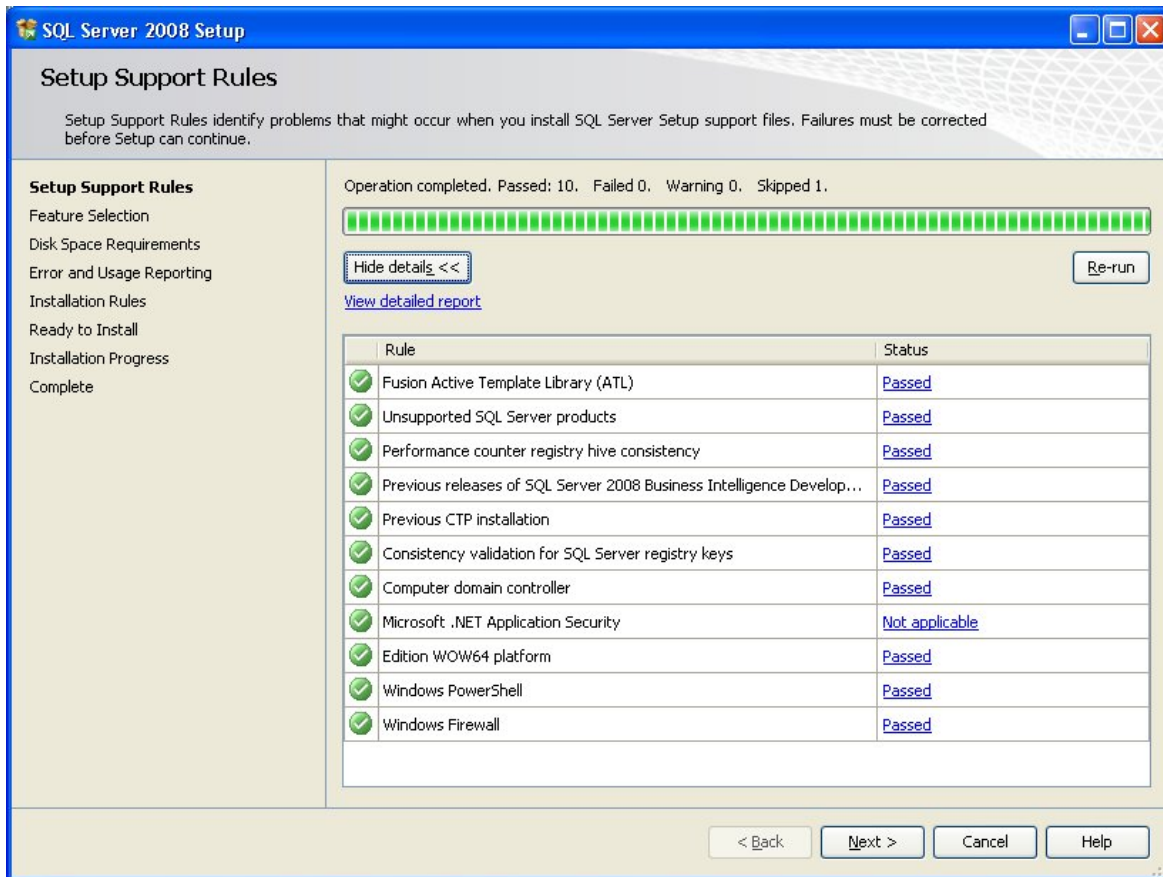 SQL Server 2008 Setup
Setup Support Rules
Setup Support Rules identify problems that might occur when you install SQL Server Setup support files. Failures must be corrected
before Setup can continue.
Setup Support Rules
Feature Selection
Disk Space Requirements
Error and Usage Reporting
Installation Rules
Ready to Install
Installation Progress
Complete
Operation completed. Passed: 10. Failed 0. Warning 0. Skipped 1.
Hide details <<
Re-run
View detailed report
Rule Status
Fusion Active Template Library (ATL) Passed
Unsupported SQL Server products Passed
Performance counter registry hive consistency Passed
Previous releases of SQL Server 2008 Business Intelligence Develop... Passed
Previous CTP installation Passed
Consistency validation for SQL Server registry keys Passed
Computer domain controller Passed
Microsoft .NET Application Security Not applicable
Edition WOW64 platform Passed
Windows PowerShell Passed
Windows Firewall Passed
< Back Next > Cancel Help